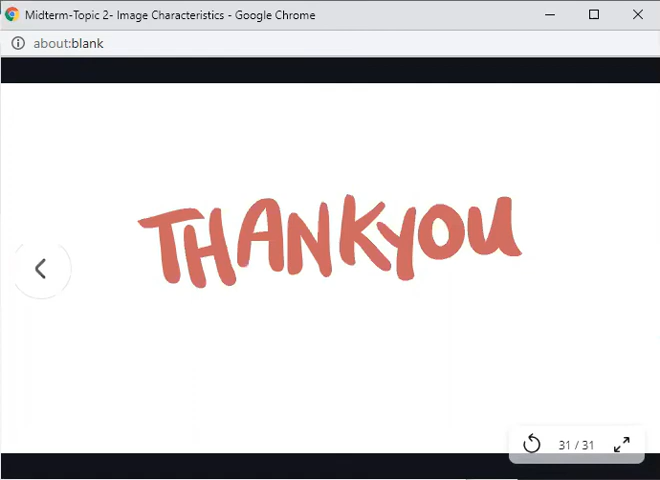 Midterm-Topic 2- Image Characteristics - Google Chrome
about:blank
THANKYOU
31 / 31